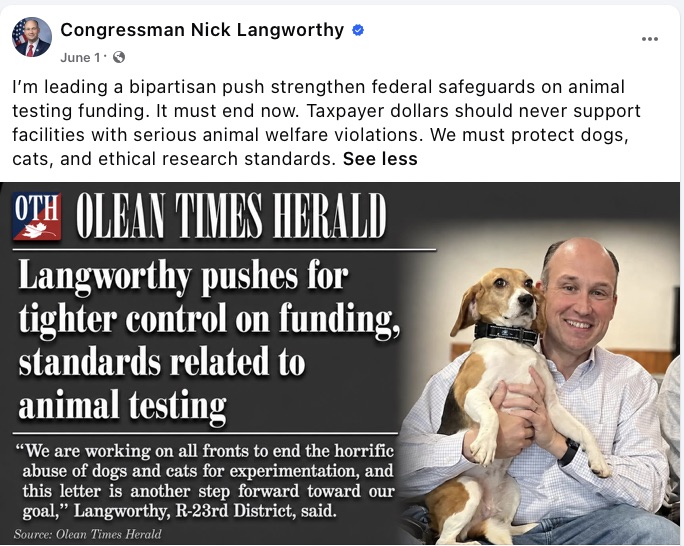 Congressman Nick Langworthy
June 1 ·
I’m leading a bipartisan push strengthen federal safeguards on animal
testing funding. It must end now. Taxpayer dollars should never support
facilities with serious animal welfare violations. We must protect dogs,
cats, and ethical research standards. See less
OTH OLEAN TIMES HERALD
Langworthy pushes for
tighter control on funding,
standards related to
animal testing
“We are working on all fronts to end the horrific
abuse of dogs and cats for experimentation, and
this letter is another step forward toward our
goal,” Langworthy, R-23rd District, said.
Source: Olean Times Herald